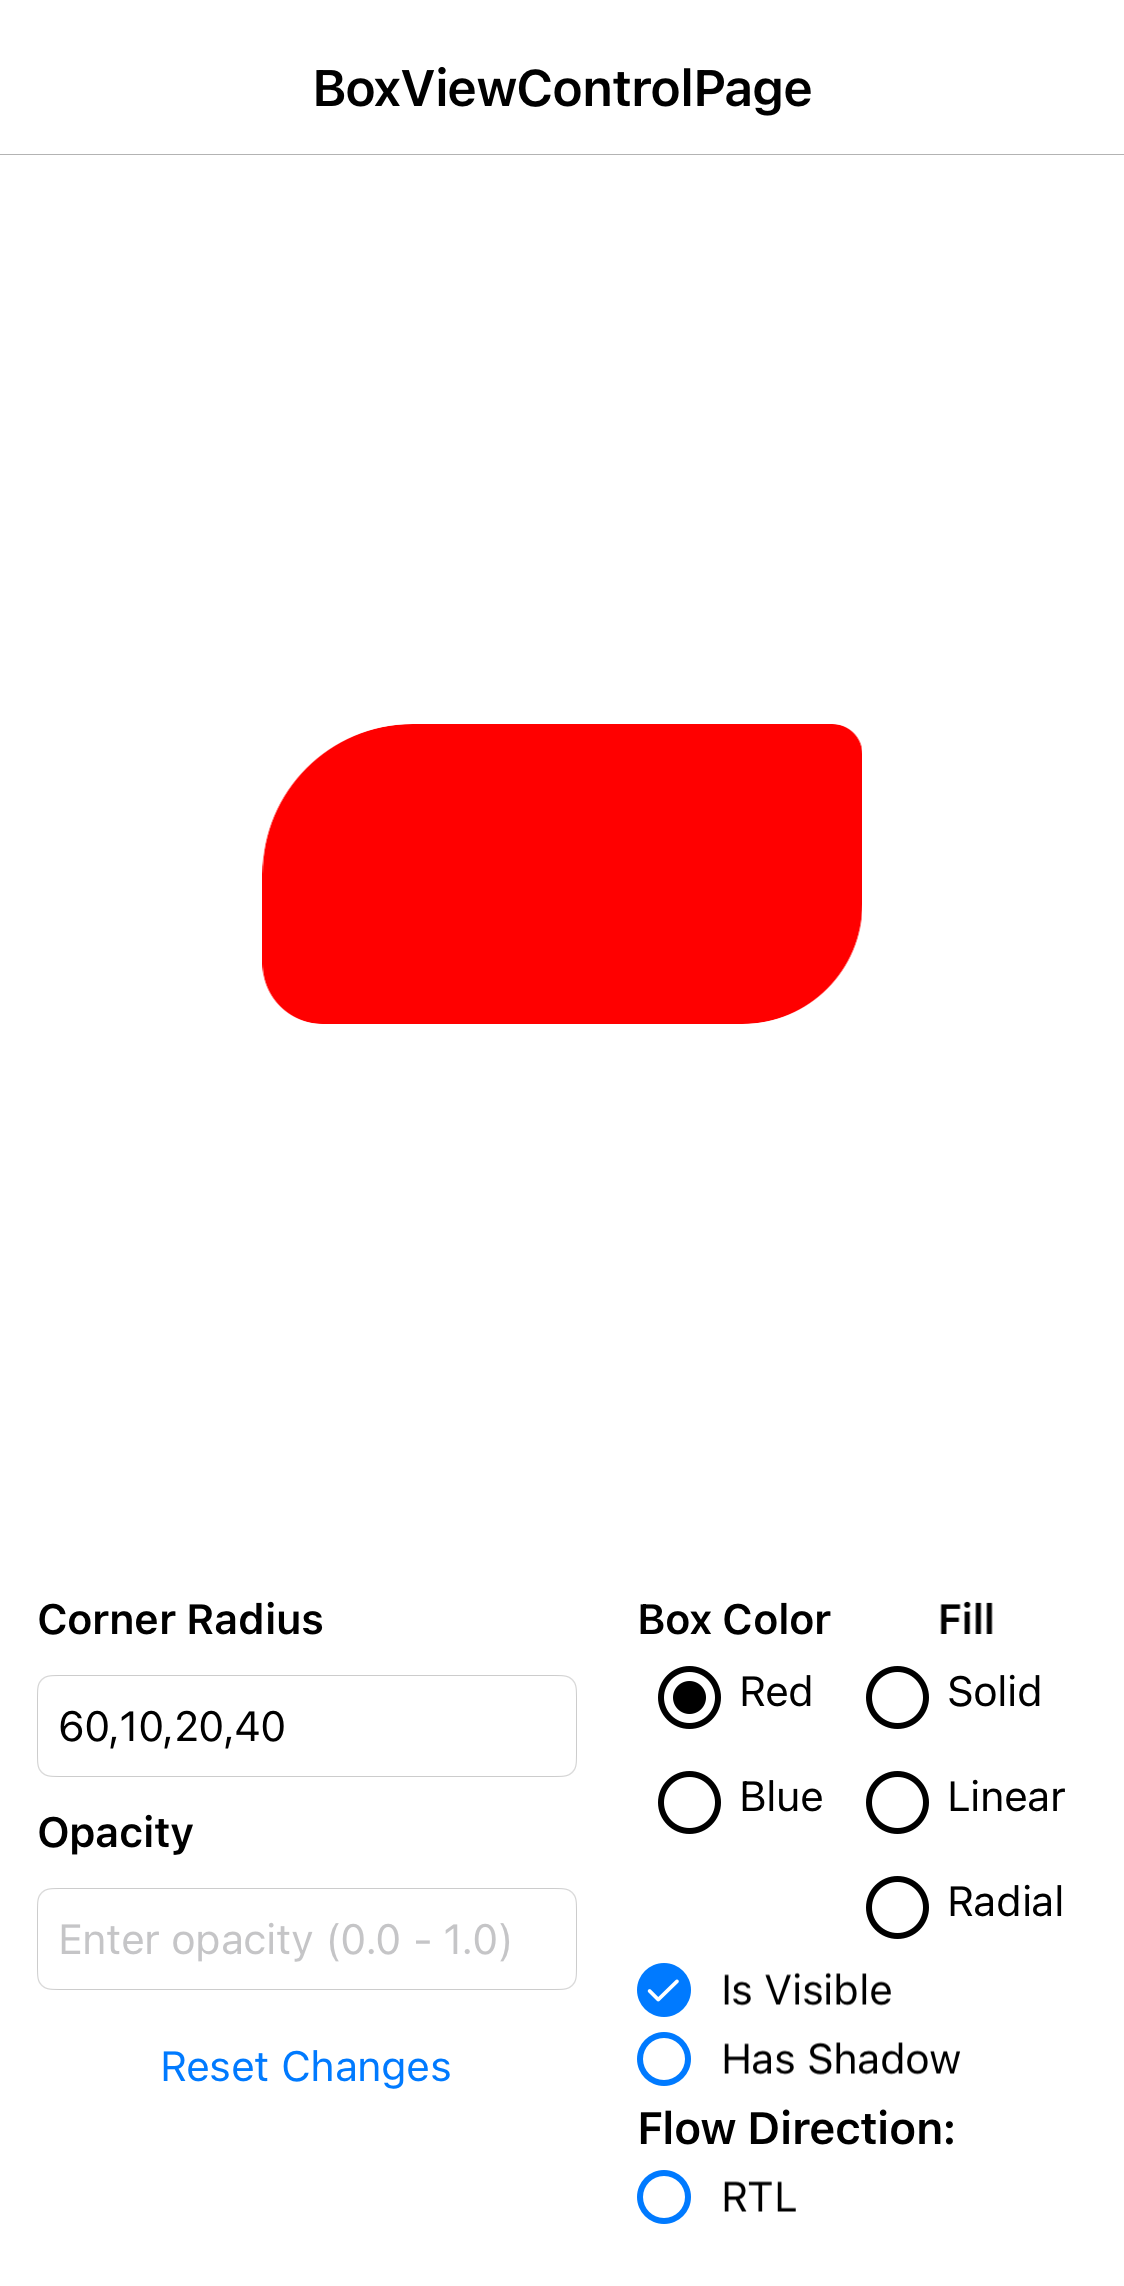 BoxViewControlPage
Corner Radius
60,10,20,40
Opacity
Enter opacity (0.0 - 1.0)
Reset Changes
Box Color
Fill
Red
Solid
Blue
Linear
Radial
Is Visible
Has Shadow
Flow Direction:
RTL